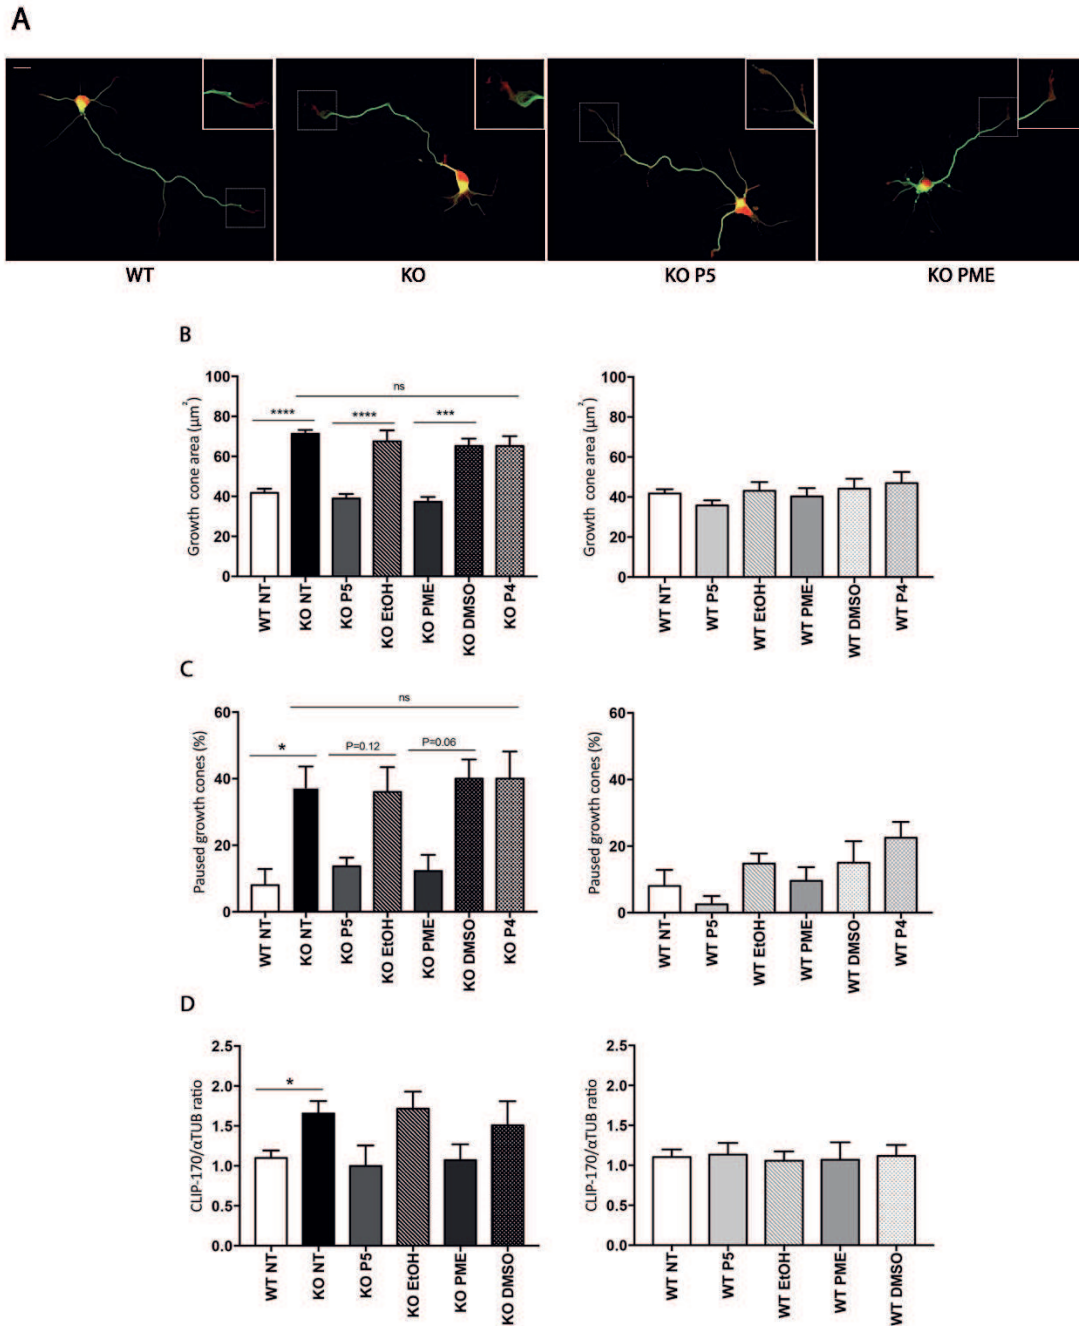 A
WT
KO
KO P5
KO PME
B
Growth cone area (μm²)
100
80
60
40
20
0
ns
****
****
***
WT NT
KO NT
KO P5
KO EtOH
KO PME
KO DMSO
KO P4
Growth cone area (μm²)
100
80
60
40
20
0
WT NT
WT P5
WT EtOH
WT PME
WT DMSO
WT P4
C
Paused growth cones (%)
60
40
20
0
ns
*
P=0.12
P=0.06
WT NT
KO NT
KO P5
KO EtOH
KO PME
KO DMSO
KO P4
Paused growth cones (%)
60
40
20
0
WT NT
WT P5
WT EtOH
WT PME
WT DMSO
WT P4
D
CLIP-170/αTUB ratio
2.5
2.0
1.5
1.0
0.5
0.0
*
WT NT
KO NT
KO P5
KO EtOH
KO PME
KO DMSO
CLIP-170/αTUB ratio
2.5
2.0
1.5
1.0
0.5
0.0
WT NT
WT P5
WT EtOH
WT PME
WT DMSO